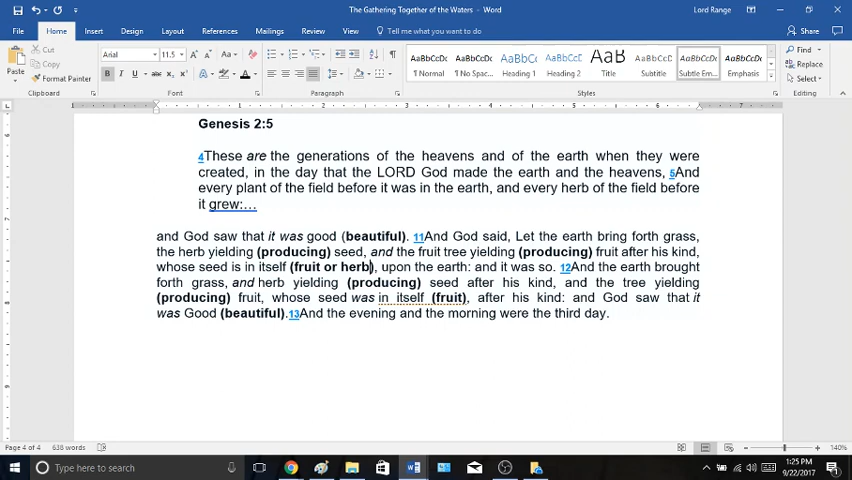 The Gathering Together of the Waters - Word
Lord Range
File Home Insert Design Layout References Mailings Review View Tell me what you want to do... Share
Cut
Copy
Format Painter
Paste
Arial 11.5
AaBbCcDc AaBbCcDc AaBbC AaBbCcC AaBb AaBbCcD AaBbCcDc AaBbCcDc
¶ Normal ¶ No Spac... Heading 1 Heading 2 Title Subtitle Subtle Em... Emphasis
Find
Replace
Select
Clipboard Font Paragraph Styles Editing
Genesis 2:5
4These are the generations of the heavens and of the earth when they were
created, in the day that the LORD God made the earth and the heavens, 5And
every plant of the field before it was in the earth, and every herb of the field before
it grew:…
and God saw that it was good (beautiful). 11And God said, Let the earth bring forth grass,
the herb yielding (producing) seed, and the fruit tree yielding (producing) fruit after his kind,
whose seed is in itself (fruit or herb), upon the earth: and it was so. 12And the earth brought
forth grass, and herb yielding (producing) seed after his kind, and the tree yielding
(producing) fruit, whose seed was in itself (fruit), after his kind: and God saw that it
was Good (beautiful).13And the evening and the morning were the third day.
Page 4 of 4 638 words 140%
Type here to search
1:25 PM
9/22/2017